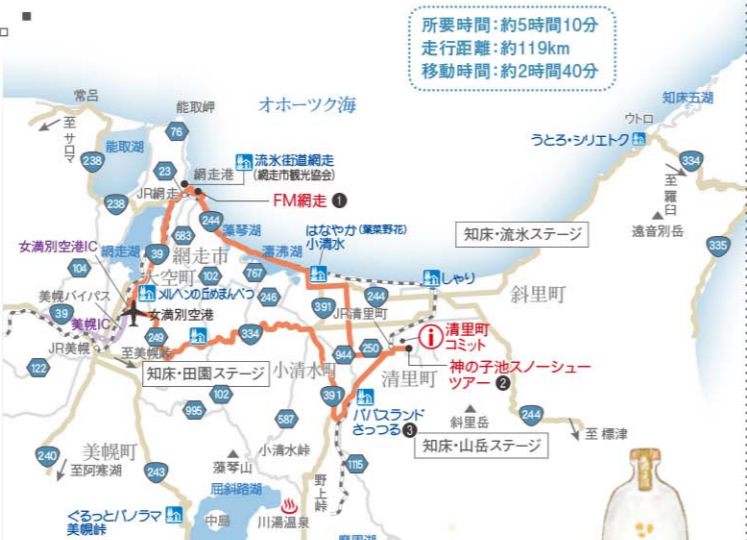 所要時間:約5時間10分
走行距離:約119km
移動時間:約2時間40分
オホーツク海
常呂
至サロマ
能取岬
能取湖
76
238
238
23
網走港
流氷街道網走
(網走市観光協会)
JR網走
FM網走 ❶
244
藻琴湖
683
39
網走市
網走湖
大空町
女満別空港IC
104
102
767
濤沸湖
はなやか(葉菜野花)
小清水
246
メルヘンの丘めまんべつ
美幌バイパス
39
美幌IC
女満別空港
249
334
JR美幌
至美幌峠
122
知床・田園ステージ
391
944
250
JR清里町
244
しゃり
斜里町
清里町
コミット
神の子池スノーシュー
ツアー ❷
清里町
小清水町
391
パパスランド
さっつる ❸
斜里岳
知床・山岳ステージ
244
至 標津
知床・流氷ステージ
うとろ・シリエトク
ウトロ
知床五湖
334
至羅臼
遠音別岳
335
102
995
587
小清水峠
藻琴山
美幌町
240
至阿寒湖
243
屈斜路湖
中島
川湯温泉
野上峠
1115
摩周湖
ぐるっとパノラマ
美幌峠